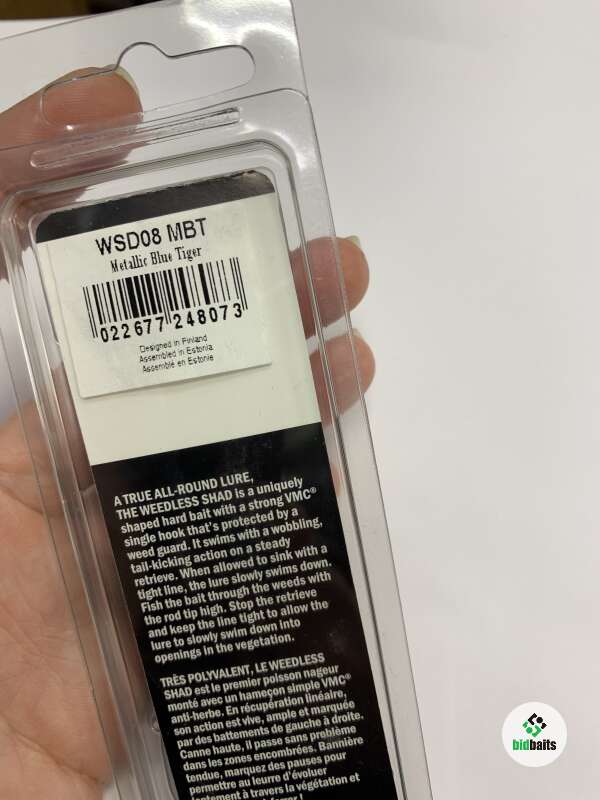 WSD08 MBT
Metallic Blue Tiger
022677 248073
Designed in Finland
Assembled in Estonia
Assemblé en Estonie
A TRUE ALL-ROUND LURE,
THE WEEDLESS SHAD is a uniquely
shaped hard bait with a strong VMC®
single hook that's protected by a
weed guard. It swims with a wobbling,
tail-kicking action on a steady
retrieve. When allowed to sink with a
tight line, the lure slowly swims down.
Fish the bait through the weeds with
the rod tip high. Stop the retrieve
and keep the line tight to allow the
lure to slowly swim down into
openings in the vegetation.
TRÈS POLYVALENT, LE WEEDLESS
SHAD est le premier poisson nageur
monté avec un hameçon simple VMC®
anti-herbe. En récupération linéaire,
son action est vive, ample et marquée
par des battements de gauche à droite.
Canne haute, il passe sans problème
dans les zones encombrées. Bannière
tendue, marquez des pauses pour
permettre au leurre d'évoluer
lentement à travers la végétation et
bidbaits